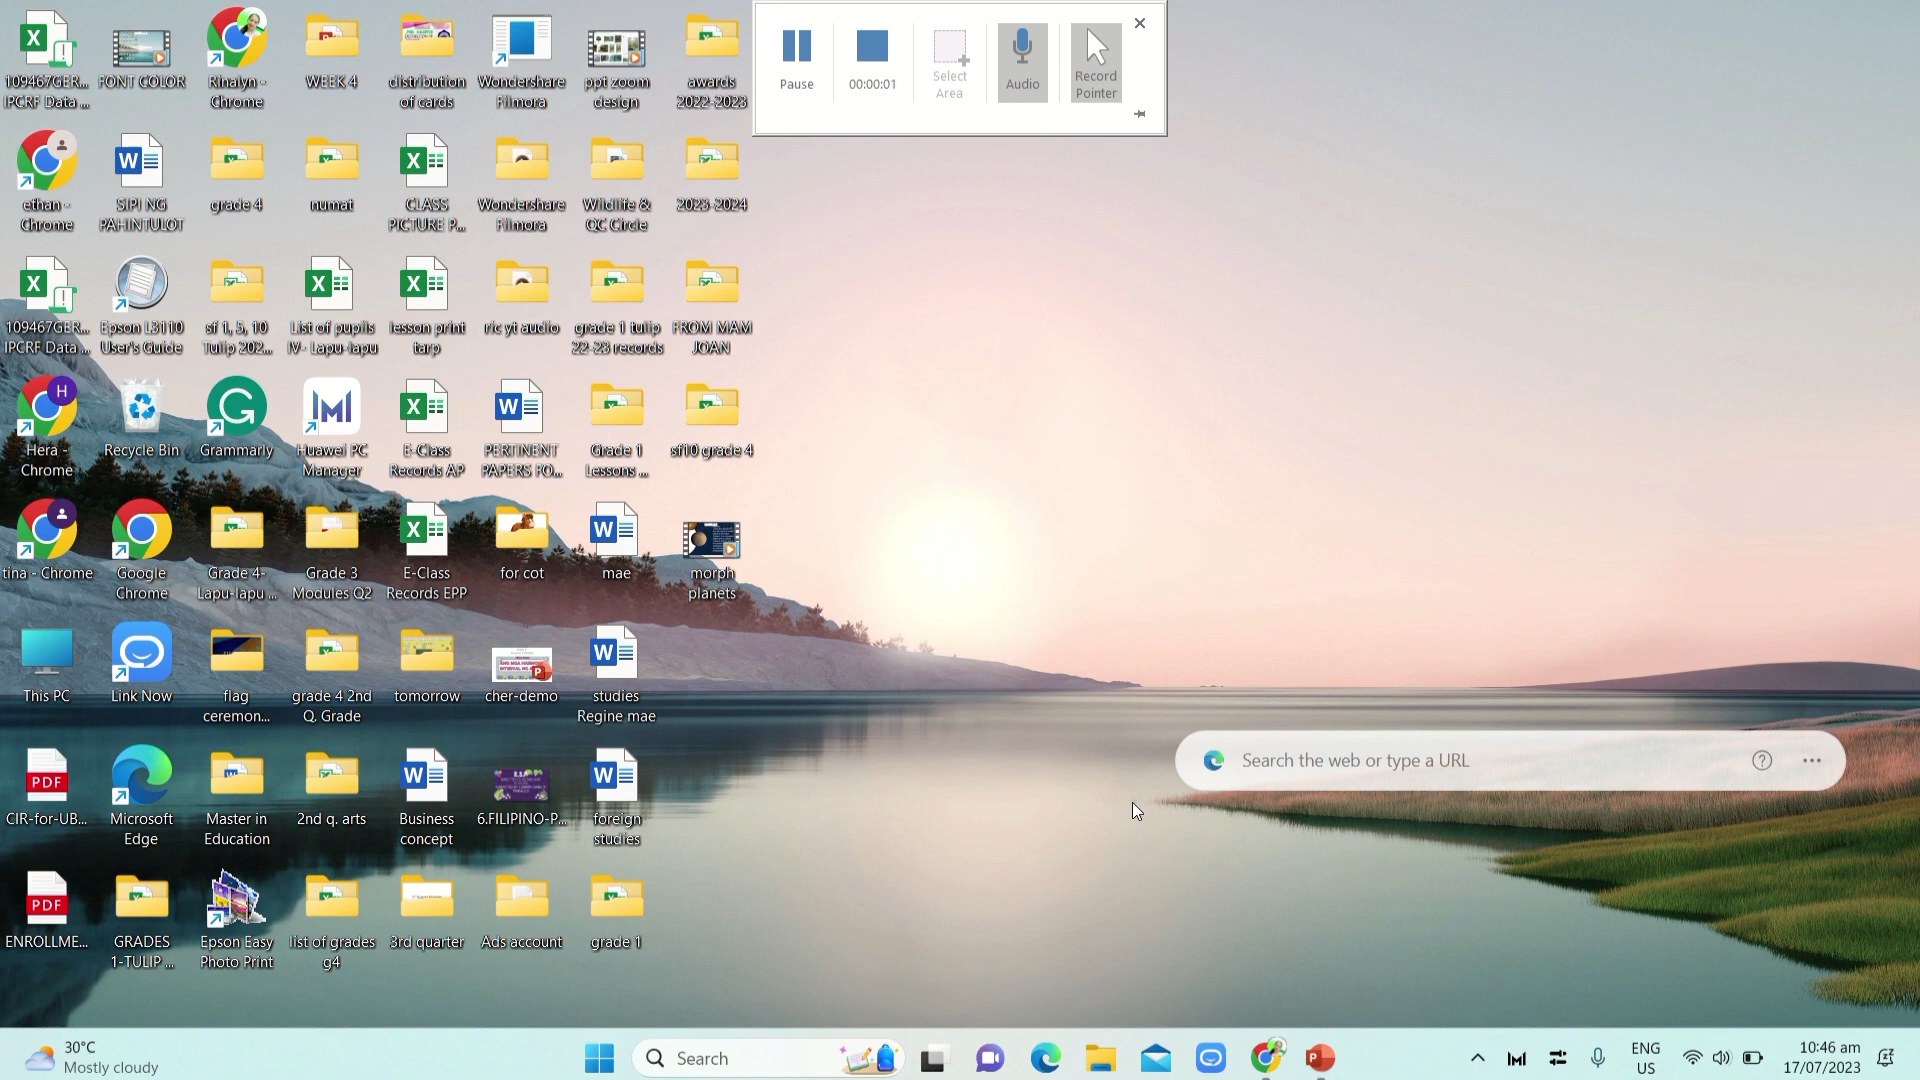 109467GER...
IPCRF Data ...
FONT COLOR
Rinalyn -
Chrome
WEEK 4
distribution
of cards
Wondershare
Filmora
ppt zoom
design
awards
2022-2023
Pause
00:00:01
Select
Area
Audio
Record
Pointer
ethan -
Chrome
SIPI NG
PAHINTULOT
grade 4
numat
CLASS
PICTURE P...
Wondershare
Filmora
Wildlife &
QC Circle
2023-2024
109467GER...
IPCRF Data ...
Epson L3110
User's Guide
sf 1, 5, 10
Tulip 202...
List of pupils
IV- Lapu-lapu
lesson print
tarp
ric yt audio
grade 1 tulip
22-23 records
FROM MAM
JOAN
H
Hera -
Chrome
Recycle Bin
Grammarly
Huawei PC
Manager
E-Class
Records AP
PERTINENT
PAPERS FO...
Grade 1
Lessons ...
sf10 grade 4
tina - Chrome
Google
Chrome
Grade 4-
Lapu-lapu ...
Grade 3
Modules Q2
E-Class
Records EPP
for cot
mae
morph
planets
This PC
Link Now
flag
ceremon...
grade 4 2nd
Q. Grade
tomorrow
cher-demo
studies
Regine mae
Search the web or type a URL
PDF
CIR-for-UB...
Microsoft
Edge
Master in
Education
2nd q. arts
Business
concept
6.FILIPINO-P...
foreign
studies
PDF
ENROLLME...
GRADES
1-TULIP ...
Epson Easy
Photo Print
list of grades
g4
3rd quarter
Ads account
grade 1
30°C
Mostly cloudy
Search
ENG
US
10:46 am
17/07/2023